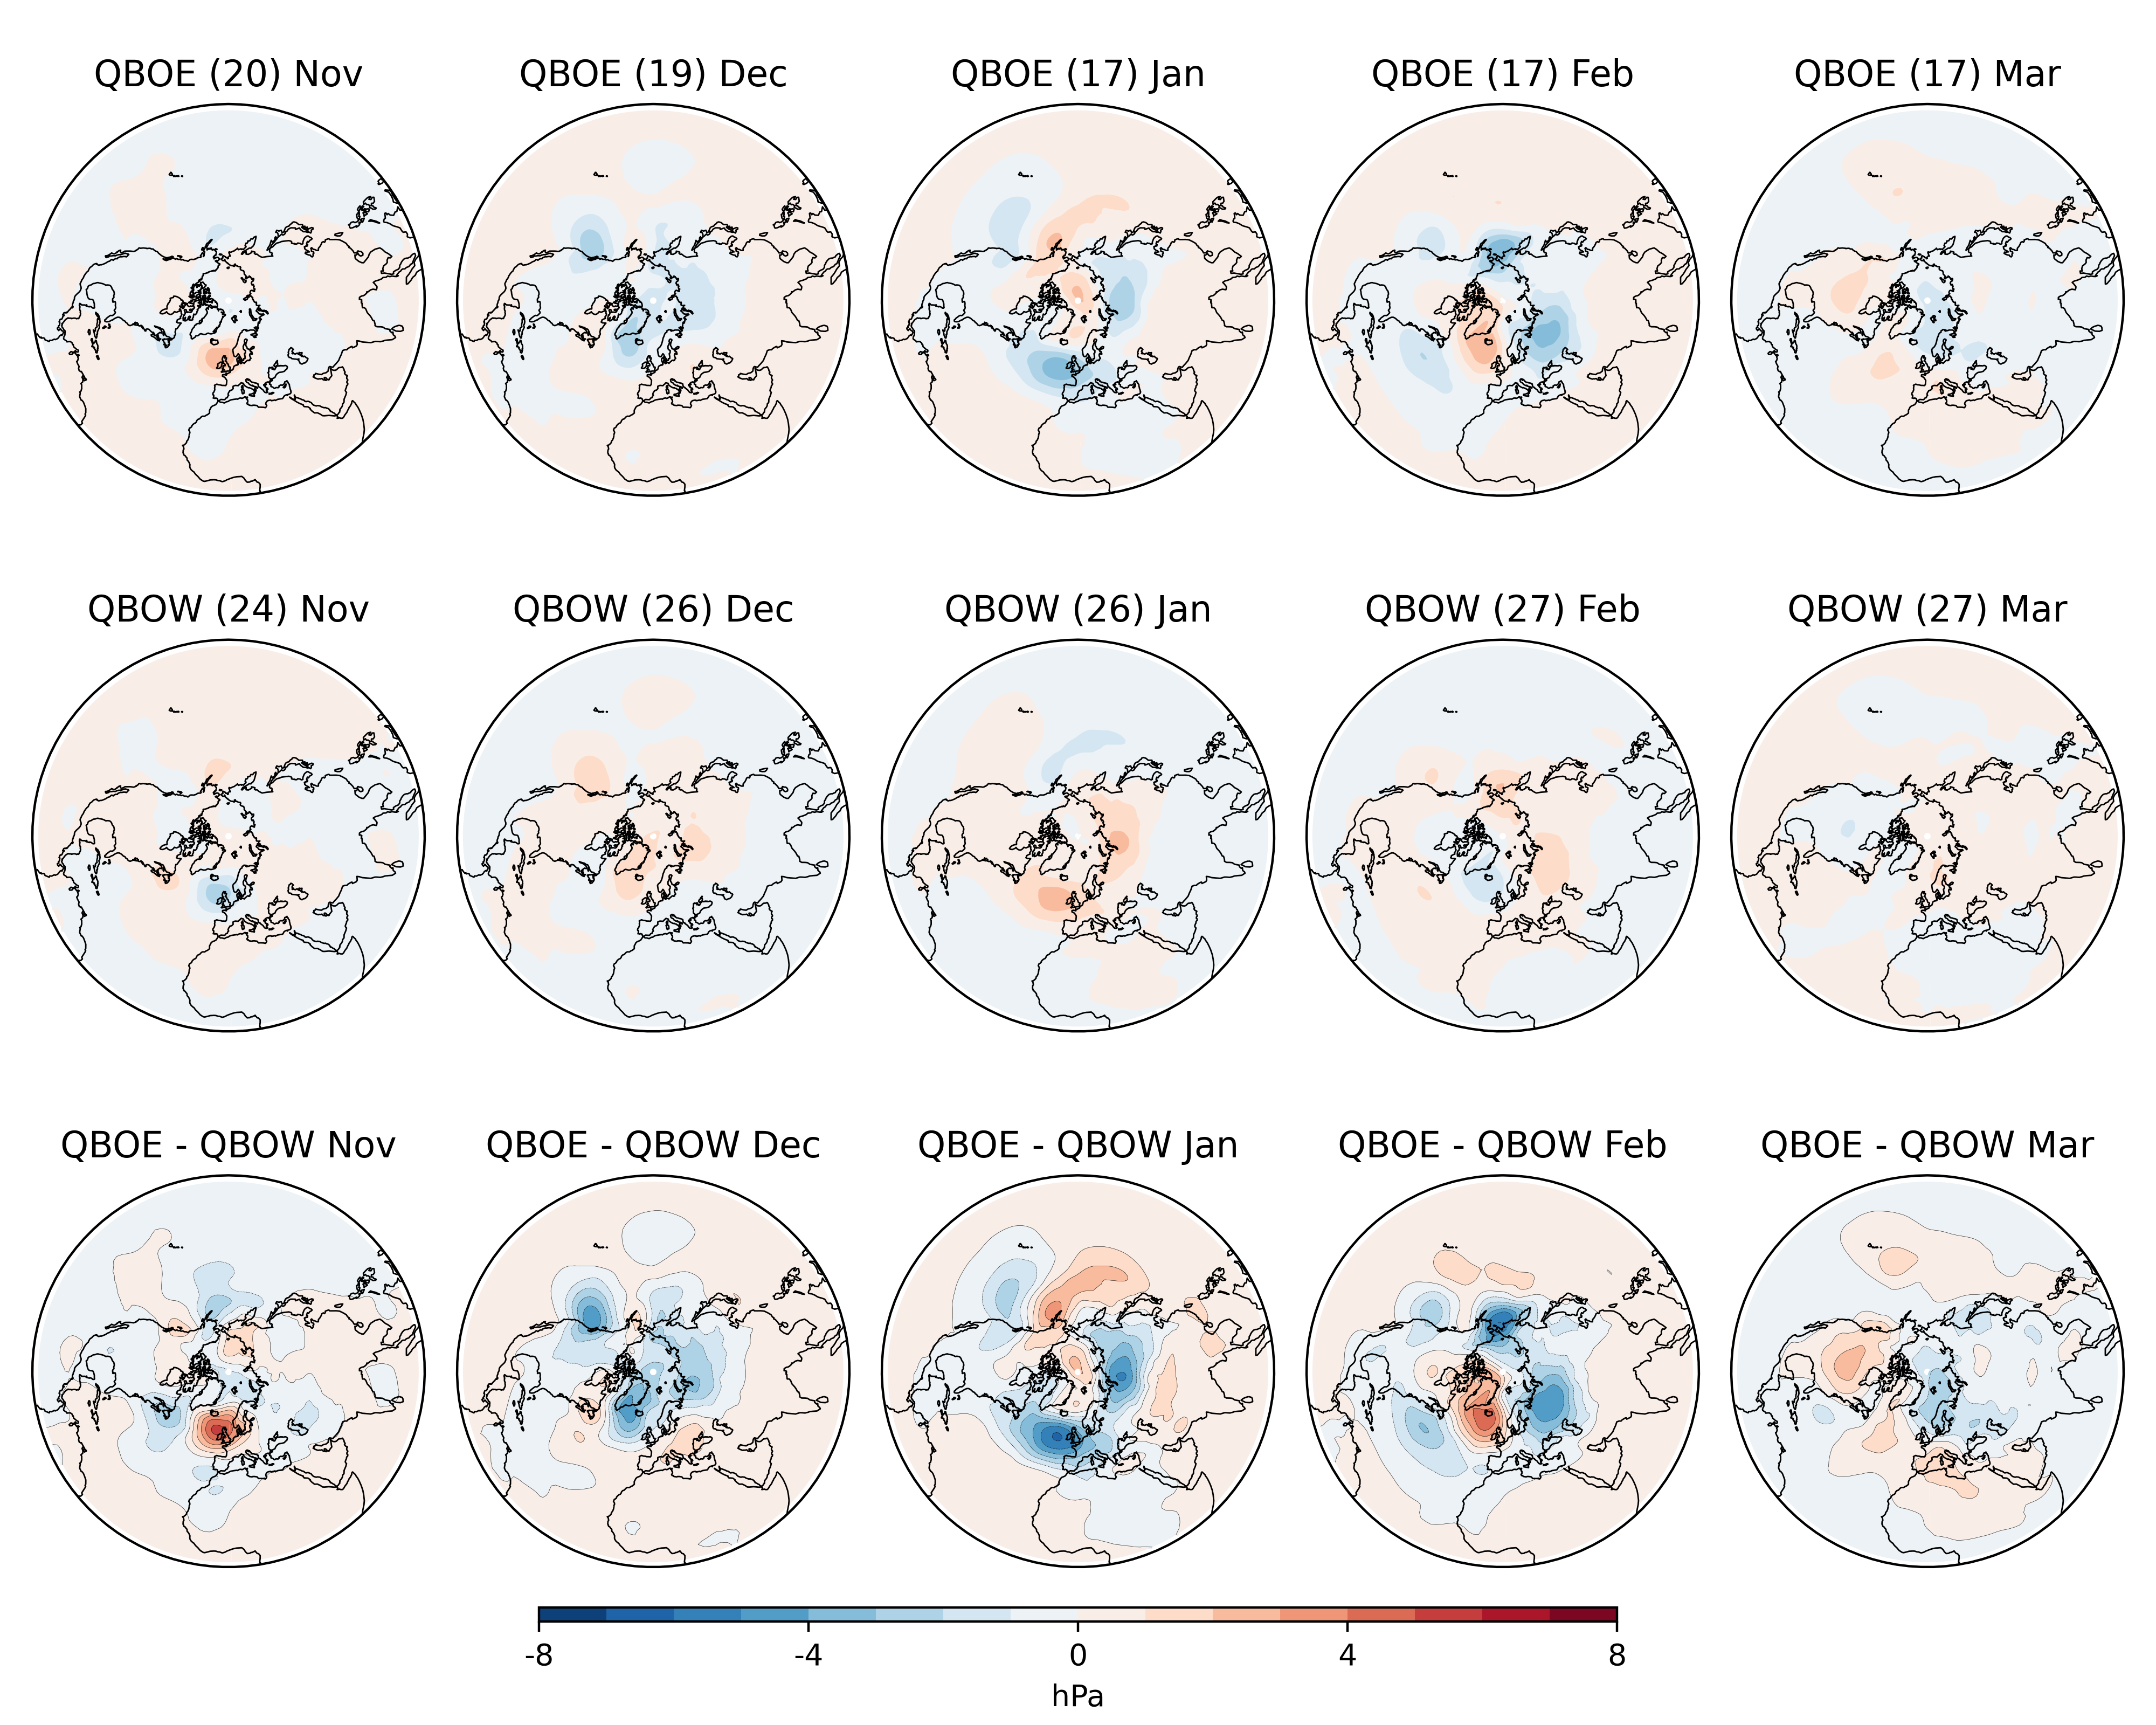 QBOE (20) Nov
QBOE (19) Dec
QBOE (17) Jan
QBOE (17) Feb
QBOE (17) Mar
QBOW (24) Nov
QBOW (26) Dec
QBOW (26) Jan
QBOW (27) Feb
QBOW (27) Mar
QBOE - QBOW Nov
QBOE - QBOW Dec
QBOE - QBOW Jan
QBOE - QBOW Feb
QBOE - QBOW Mar
-8
-4
0
4
8
hPa